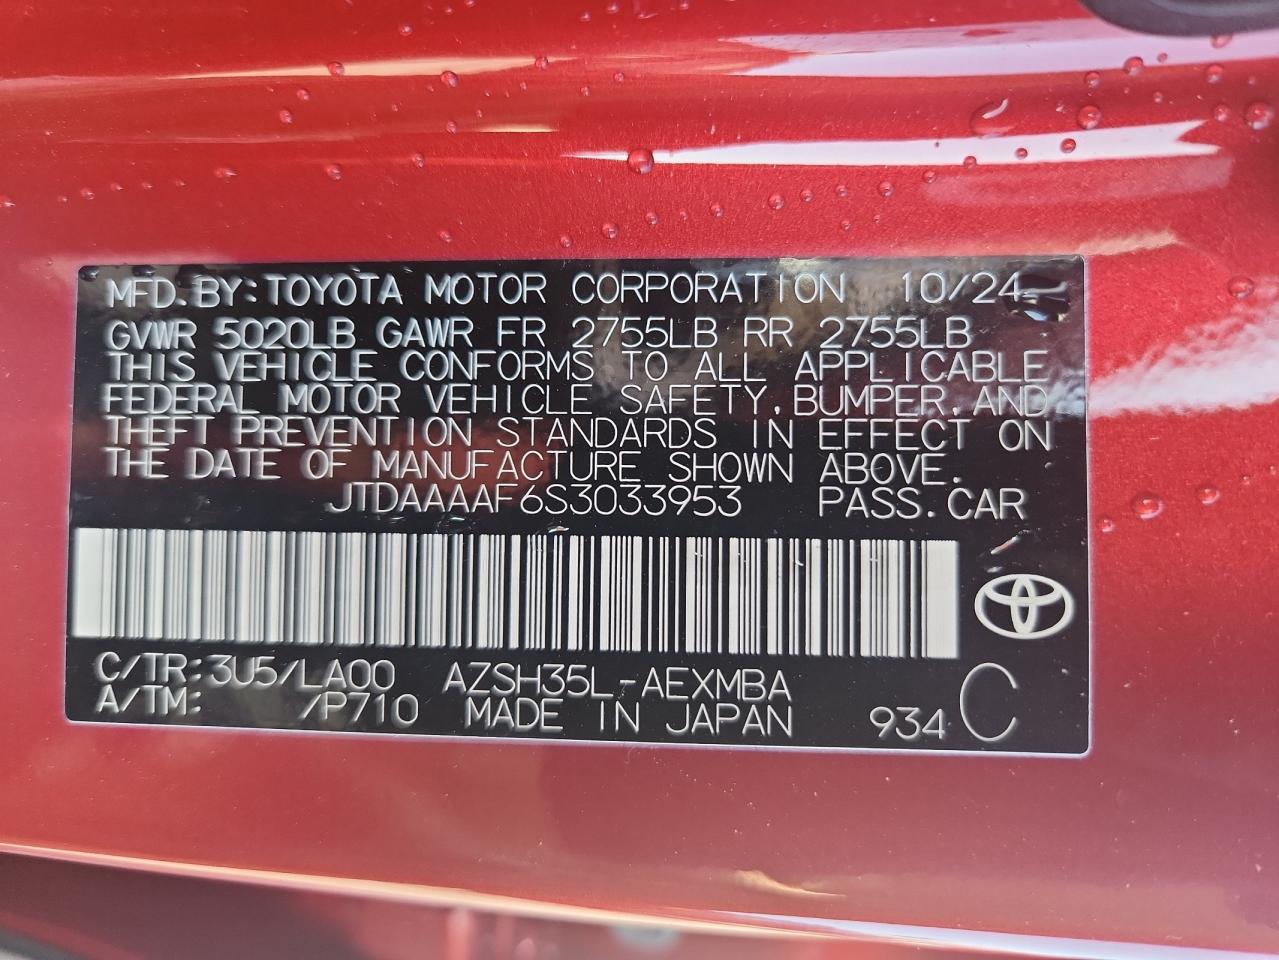 MFD.BY:TOYOTA MOTOR CORPORATION 10/24
GVWR 5020LB GAWR FR 2755LB RR 2755LB
THIS VEHICLE CONFORMS TO ALL APPLICABLE
FEDERAL MOTOR VEHICLE SAFETY,BUMPER,AND
THEFT PREVENTION STANDARDS IN EFFECT ON
THE DATE OF MANUFACTURE SHOWN ABOVE.
JTDAAAAF6S3033953 PASS.CAR
C/TR:3U5/LA00 AZSH35L-AEXMBA
A/TM: /P710 MADE IN JAPAN 934 C